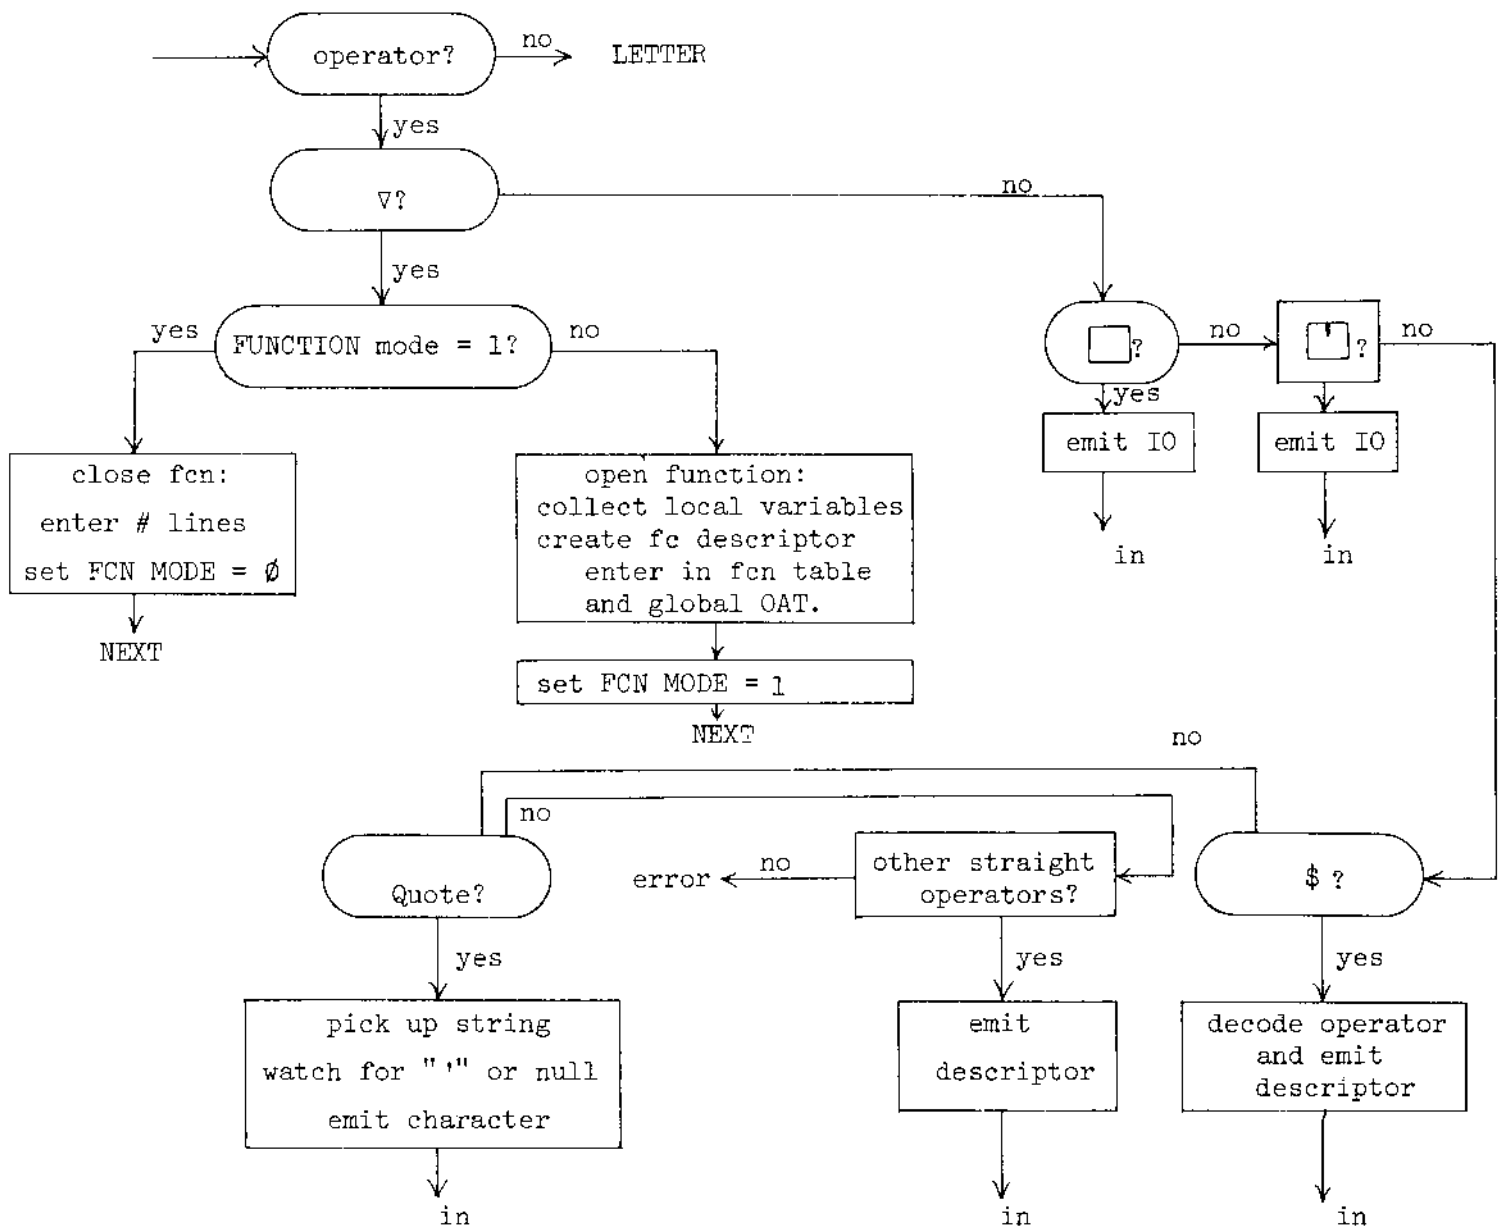 operator?
no
LETTER
yes
∇?
no
yes
yes
FUNCTION mode = 1?
no
□?
no
⍞?
no
yes
emit IO
emit IO
in
in
close fcn:
enter # lines
set FCN MODE = Ø
NEXT
open function:
collect local variables
create fc descriptor
enter in fcn table
and global OAT.
set FCN MODE = 1
NEXT
no
no
Quote?
error
no
other straight
operators?
$ ?
yes
yes
yes
pick up string
watch for "'" or null
emit character
emit
descriptor
decode operator
and emit
descriptor
in
in
in